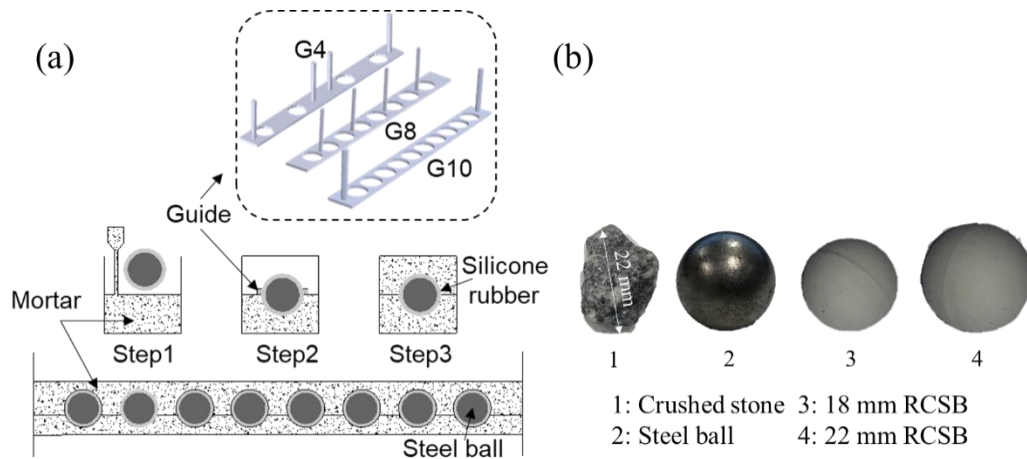 (a)
G4
G8
G10
Guide
Mortar
Silicone
rubber
Step1
Step2
Step3
Steel ball
(b)
22 mm
1
2
3
4
1: Crushed stone 3: 18 mm RCSB
2: Steel ball 4: 22 mm RCSB